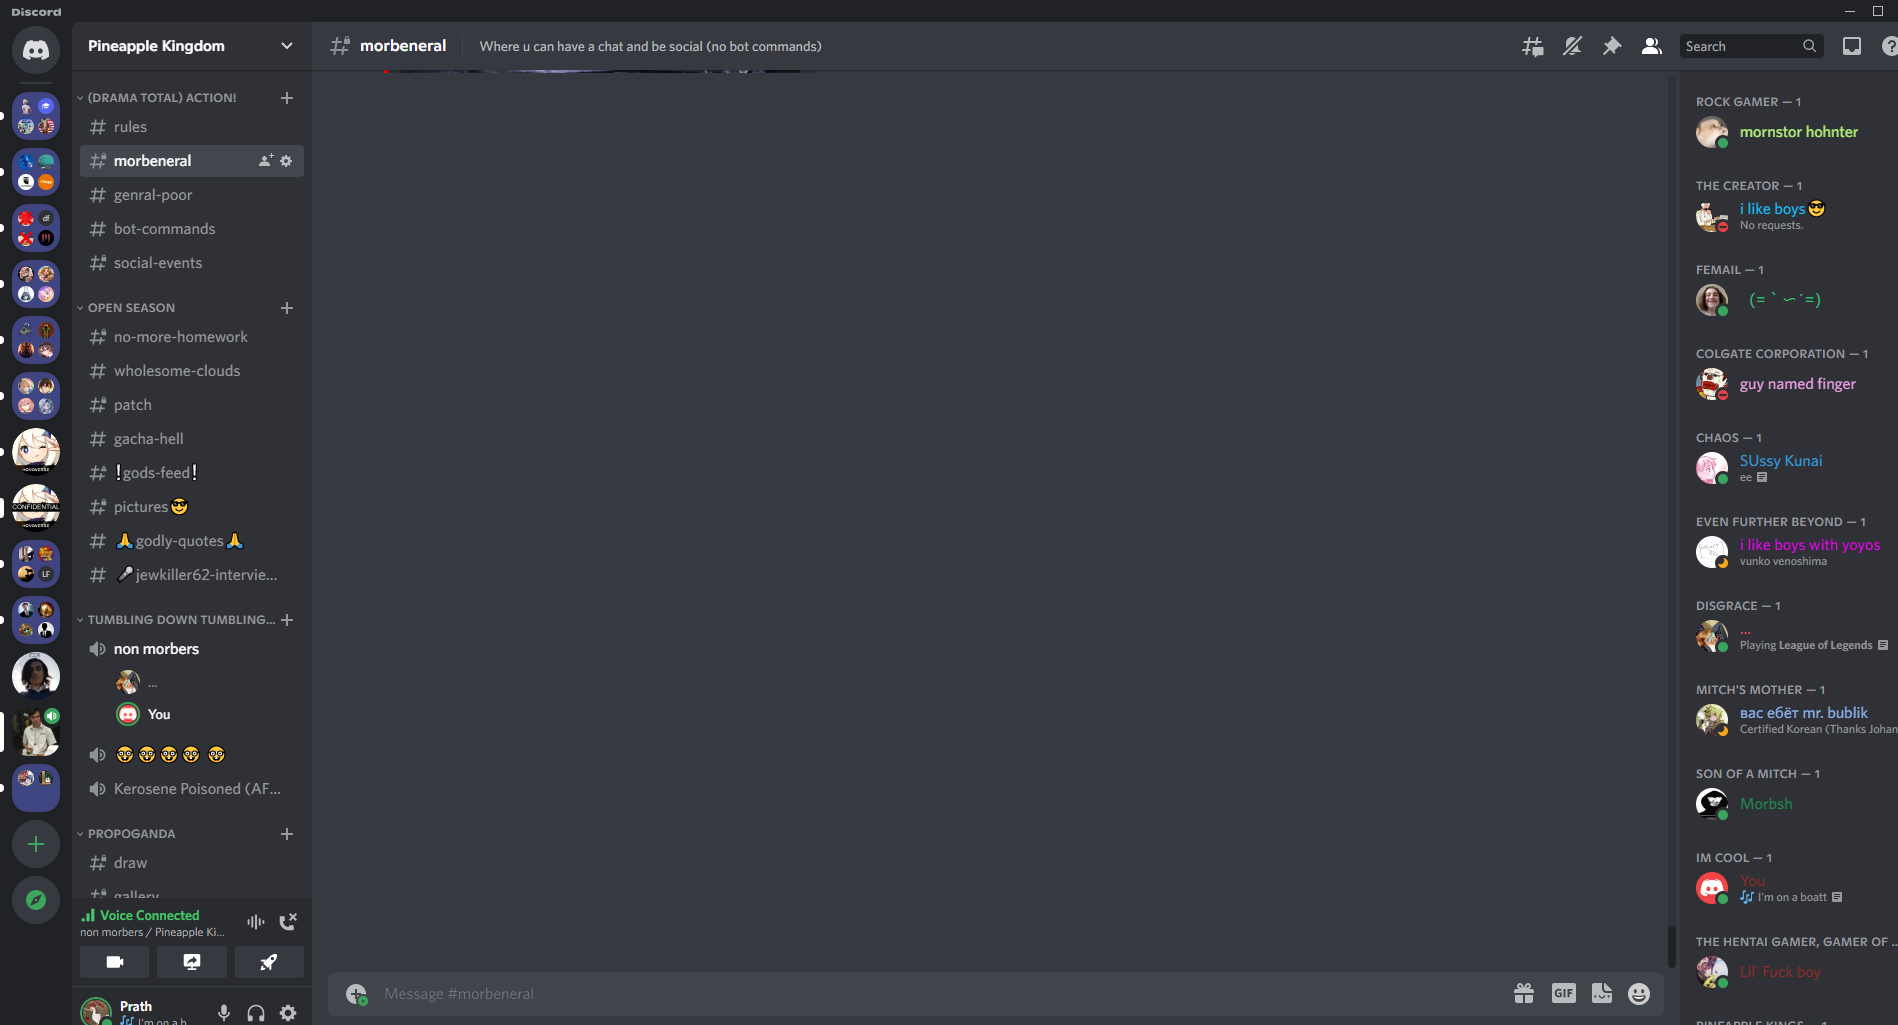 Discord
Pineapple Kingdom
morbeneral
Where u can have a chat and be social (no bot commands)
Search
(DRAMA TOTAL) ACTION!
rules
morbeneral
genral-poor
bot-commands
social-events
OPEN SEASON
no-more-homework
wholesome-clouds
patch
gacha-hell
❕gods-feed❕
pictures😎
🙏godly-quotes🙏
🎤jewkiller62-intervie...
TUMBLING DOWN TUMBLING...
non morbers
...
You
🤓 🤓 🤓 🤓 🤓
Kerosene Poisoned (AF...
PROPOGANDA
draw
gallery
Voice Connected
non morbers / Pineapple Ki...
Prath
🎶 I'm on a b
CONFIDENTIAL
HOYOVERSE
HOYOVERSE
df
LF
Message #morbeneral
GIF
ROCK GAMER — 1
mornstor hohnter
THE CREATOR — 1
i like boys😎
No requests.
FEMAIL — 1
(= ` ∽ ´=)
COLGATE CORPORATION — 1
guy named finger
CHAOS — 1
SUssy Kunai
ee
EVEN FURTHER BEYOND — 1
i like boys with yoyos
vunko venoshima
DISGRACE — 1
...
Playing League of Legends
MITCH'S MOTHER — 1
вас ебёт mr. bublik
Certified Korean (Thanks Johan
SON OF A MITCH — 1
Morbsh
IM COOL — 1
You
🎶 I'm on a boatt
THE HENTAI GAMER, GAMER OF ...
Lil' Fuck boy
PINEAPPLE KINGS — 1